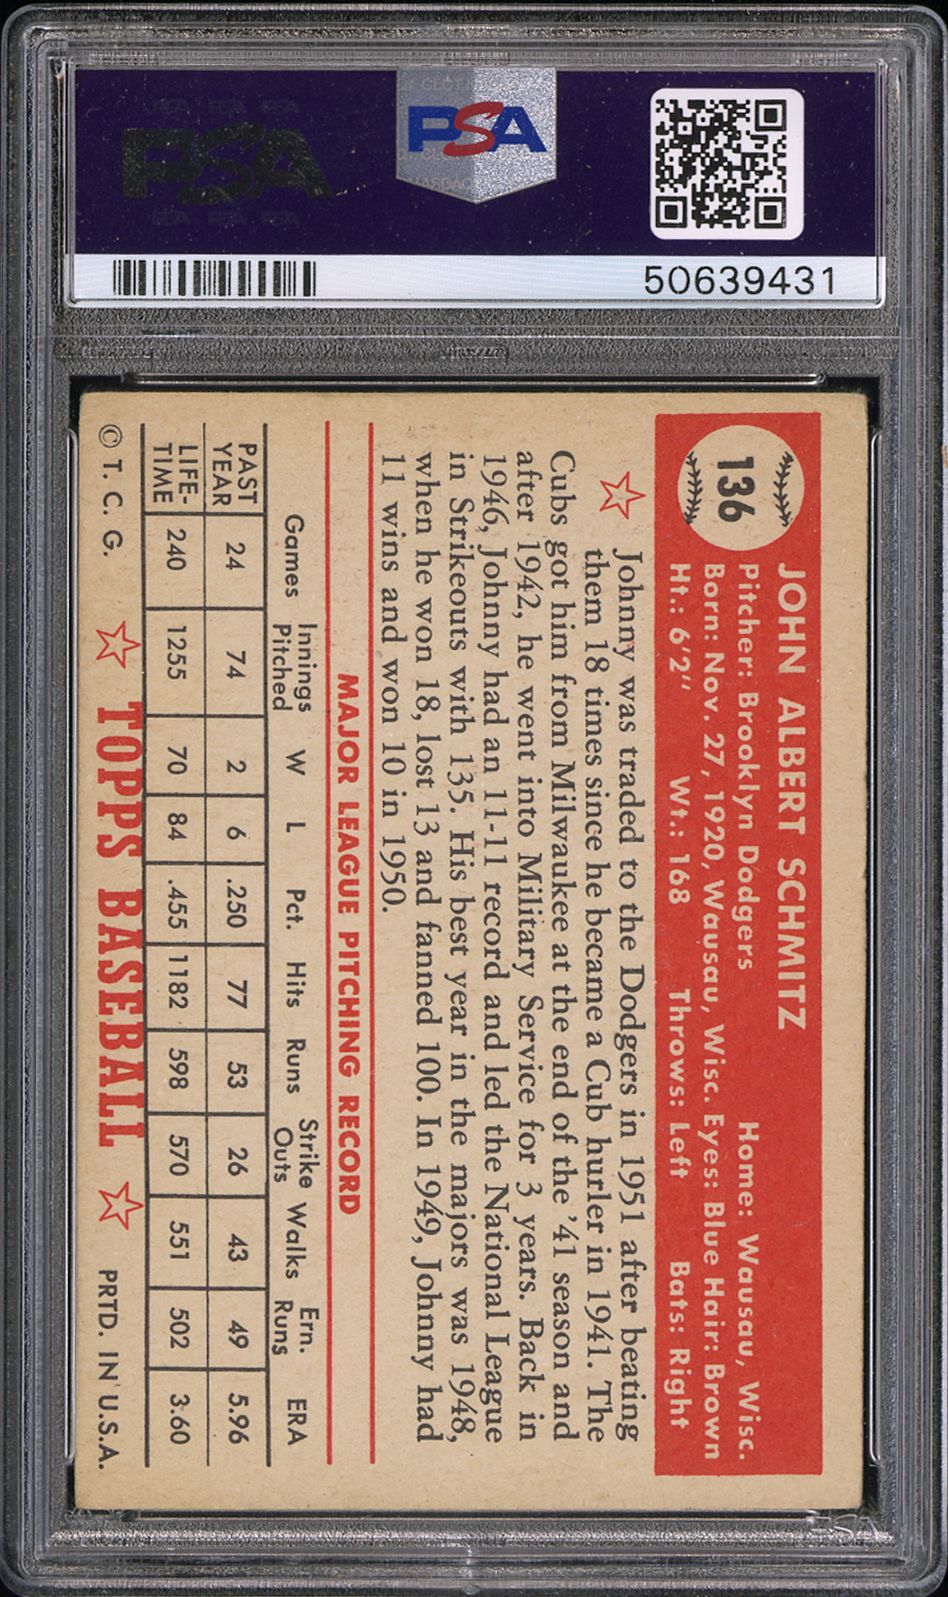 PSA
PSA
50639431
136
JOHN ALBERT SCHMITZ
Pitcher: Brooklyn Dodgers Home: Wausau, Wisc.
Born: Nov. 27, 1920, Wausau, Wisc. Eyes: Blue Hair: Brown
Ht.: 6'2" Wt.: 168 Throws: Left Bats: Right
Johnny was traded to the Dodgers in 1951 after beating
them 18 times since he became a Cub hurler in 1941. The
Cubs got him from Milwaukee at the end of the '41 season and
after 1942, he went into Military Service for 3 years. Back in
1946, Johnny had an 11-11 record and led the National League
in Strikeouts with 135. His best year in the majors was 1948,
when he won 18, lost 13 and fanned 100. In 1949, Johnny had
11 wins and won 10 in 1950.
MAJOR LEAGUE PITCHING RECORD
Games Innings Pitched W L Pct. Hits Runs Strike Outs Walks Ern. Runs ERA
PAST YEAR 24 74 2 6 .250 77 53 26 43 49 5.96
LIFE-TIME 240 1255 70 84 .455 1182 598 570 551 502 3.60
© T. C. G. TOPPS BASEBALL PRTD. IN U.S.A.